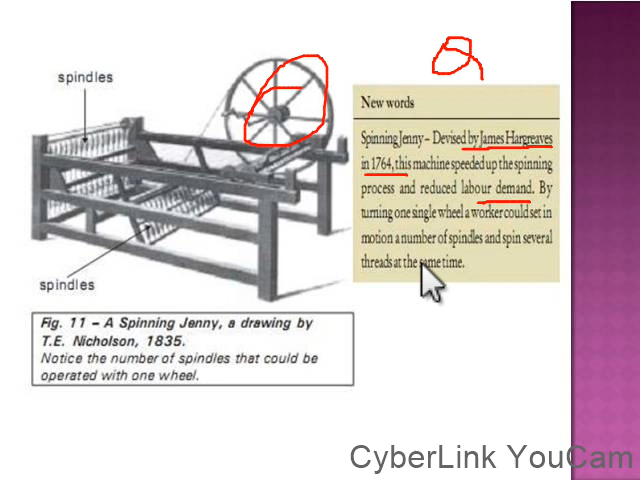 spindles
New words
Spinning Jenny – Devised by James Hargreaves
in 1764, this machine speeded up the spinning
process and reduced labour demand. By
turning one single wheel a worker could set in
motion a number of spindles and spin several
threads at the same time.
spindles
Fig. 11 – A Spinning Jenny, a drawing by
T.E. Nicholson, 1835.
Notice the number of spindles that could be
operated with one wheel.
CyberLink YouCam